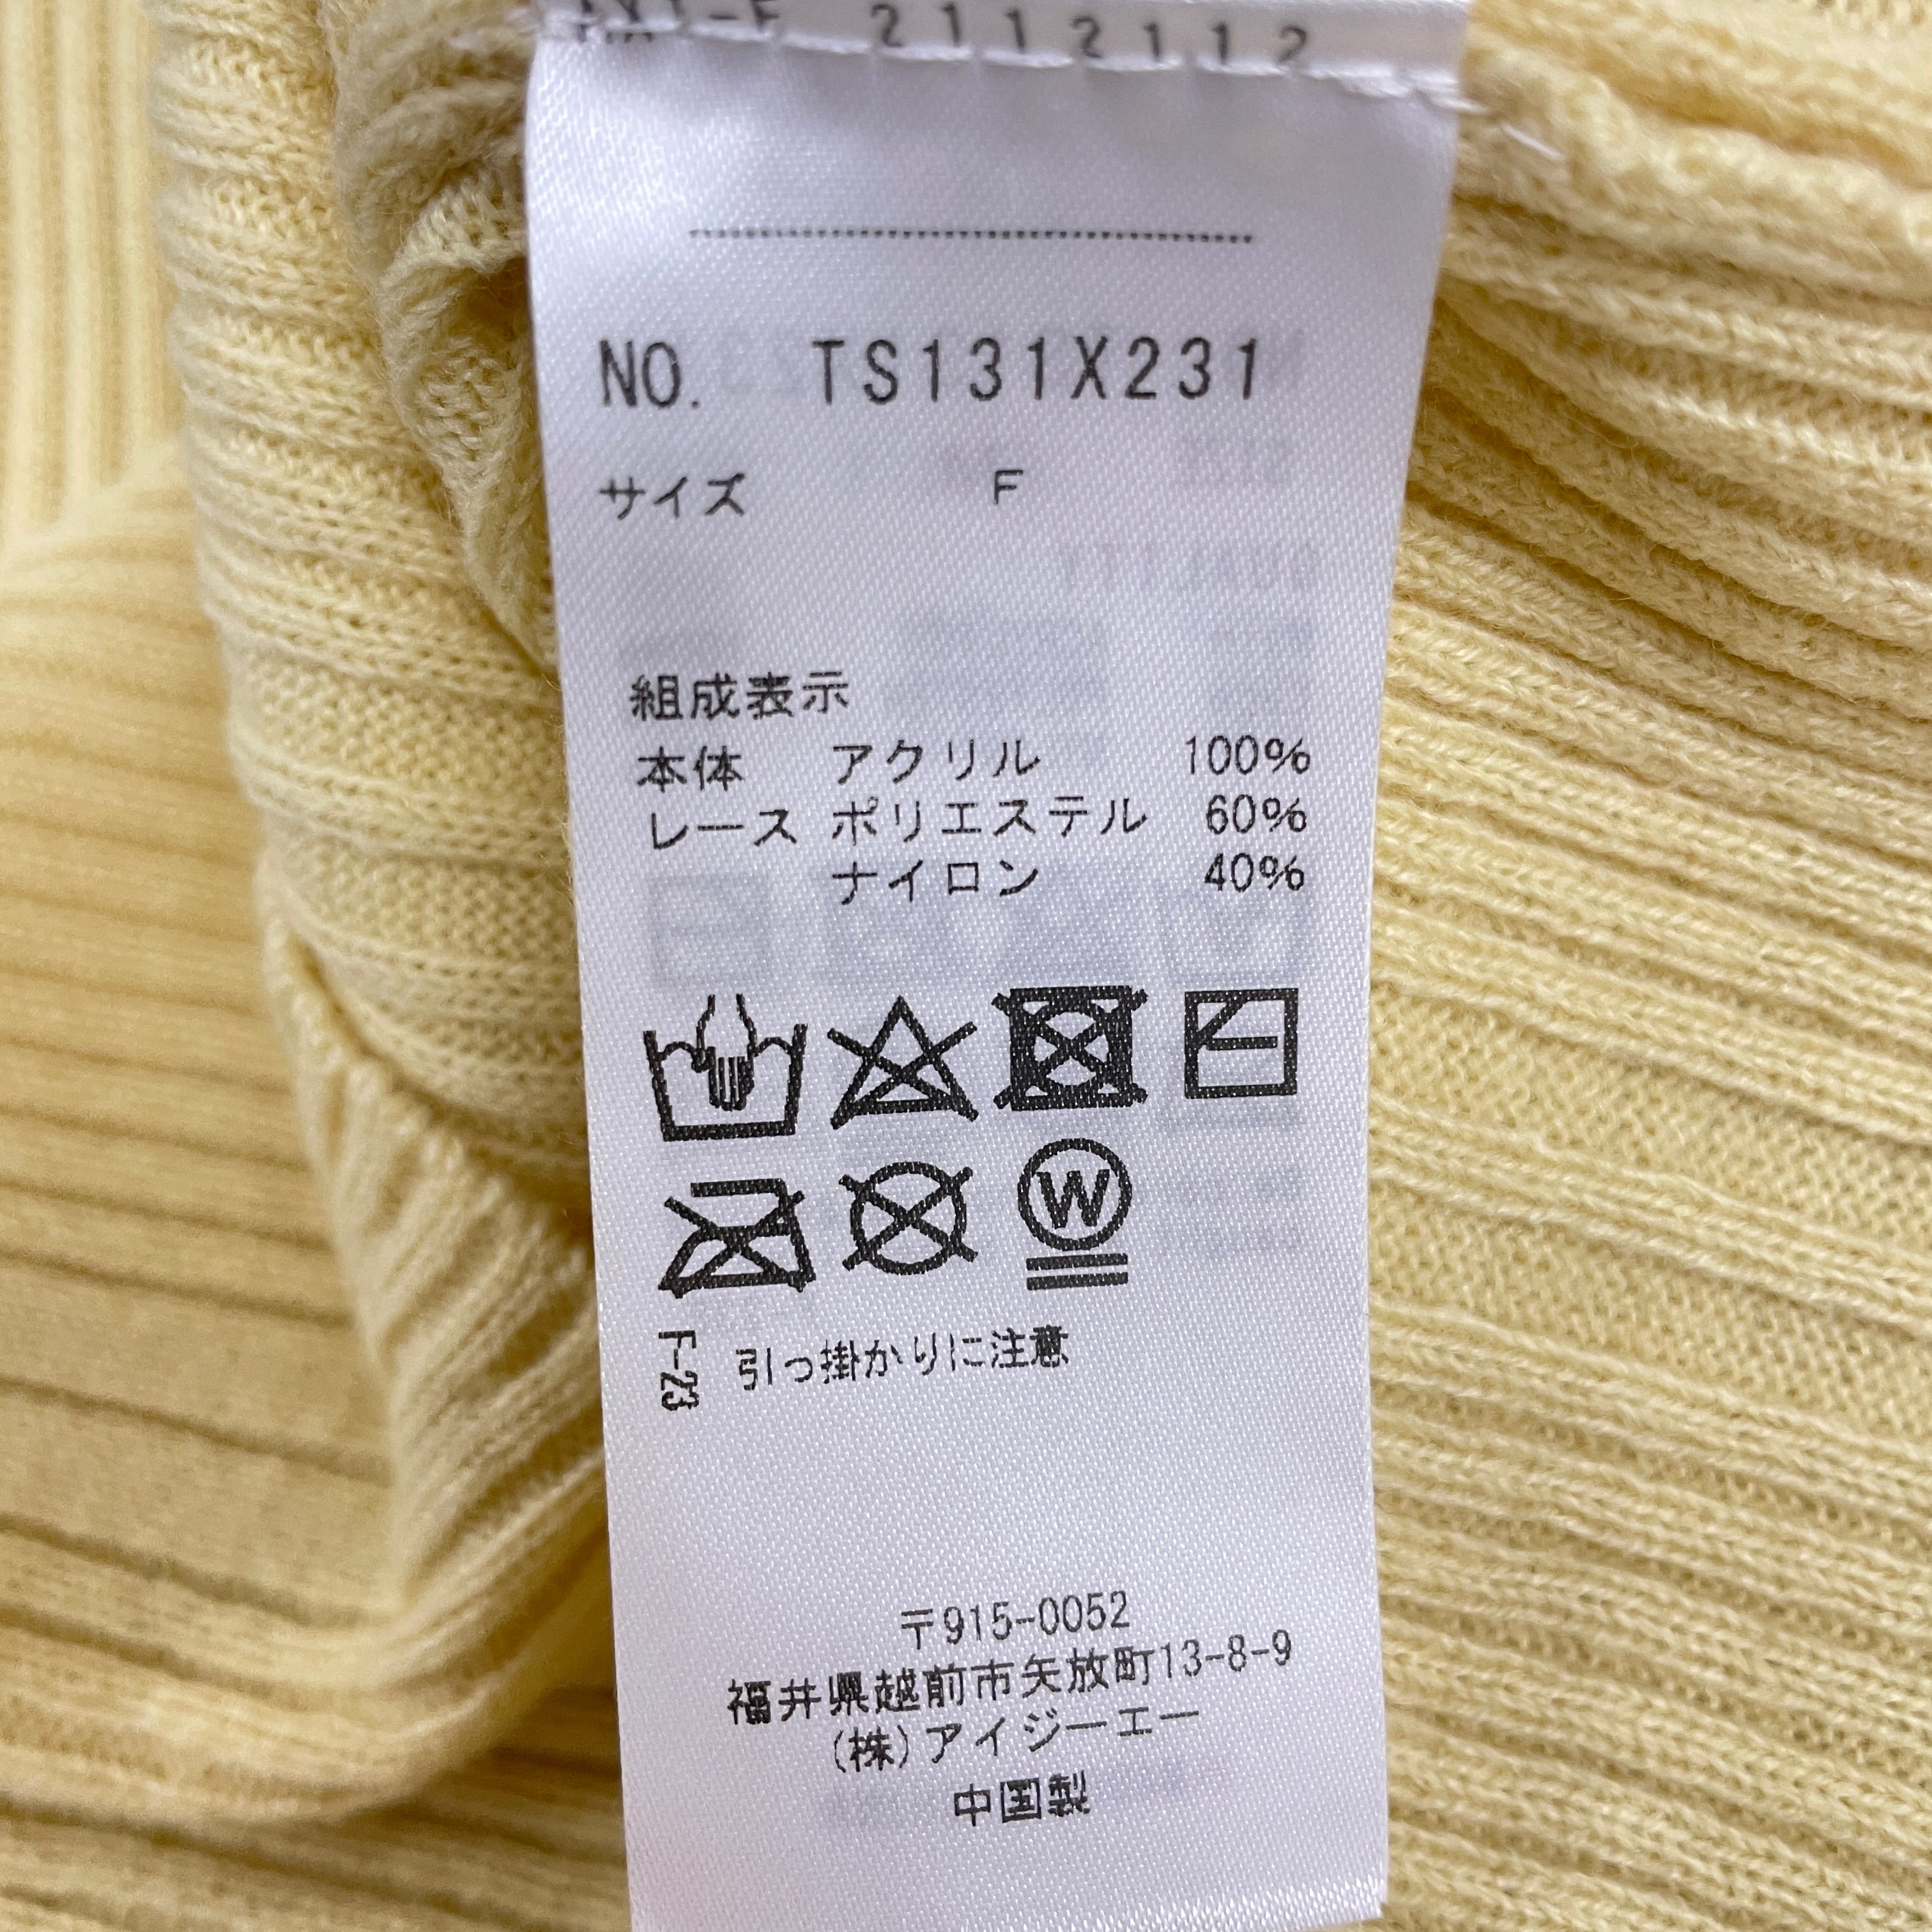 2112112
NO. TS131X231
サイズ F
組成表示
本体 アクリル 100%
レース ポリエステル 60%
ナイロン 40%
W
F-23 引っ掛かりに注意
〒915-0052
福井県越前市矢放町13-8-9
(株)アイジーエー
中国製